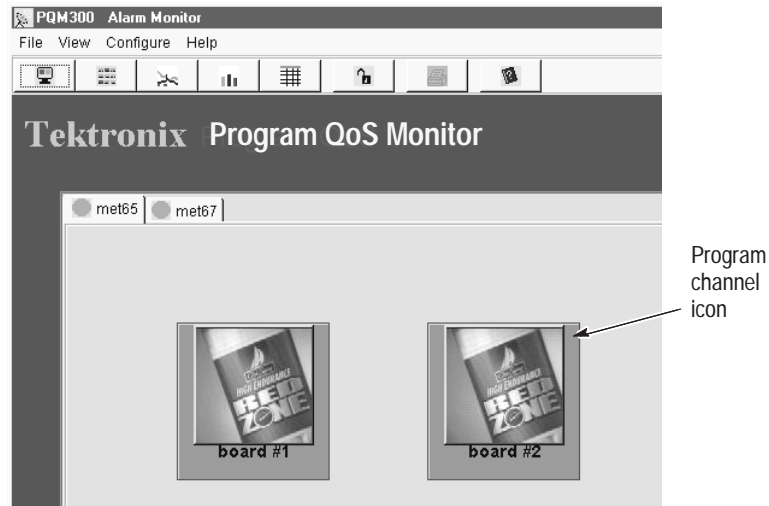 PQM300 Alarm Monitor
File View Configure Help
Tektronix Program QoS Monitor
met65 met67
Program
channel
icon
HIGH ENDURANCE
RED
ZONE
board #1
HIGH ENDURANCE
RED
ZONE
board #2